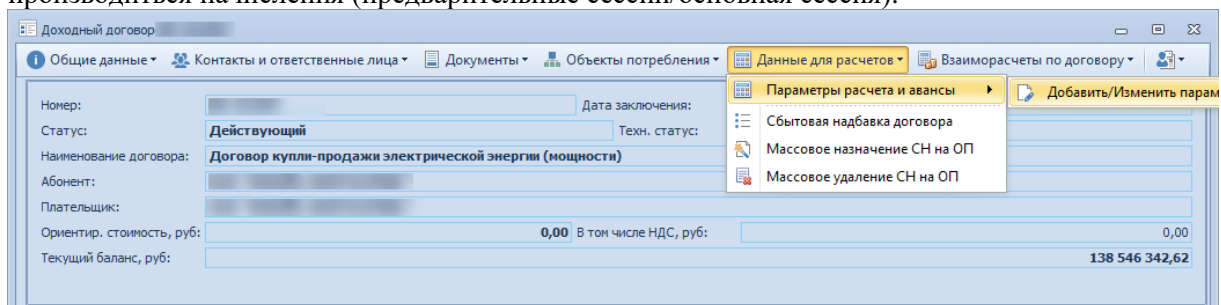 производиться начисления (предварительные сессии/основная сессия).
Доходный договор
Общие данные Контакты и ответственные лица Документы Объекты потребления Данные для расчетов Взаиморасчеты по договору
Номер: Дата заключения: Параметры расчета и авансы Добавить/Изменить парам
Статус: Действующий Техн. статус: Сбытовая надбавка договора
Наименование договора: Договор купли-продажи электрической энергии (мощности) Массовое назначение СН на ОП
Абонент: Массовое удаление СН на ОП
Плательщик:
Ориентир. стоимость, руб: 0,00 В том числе НДС, руб: 0,00
Текущий баланс, руб: 138 546 342,62